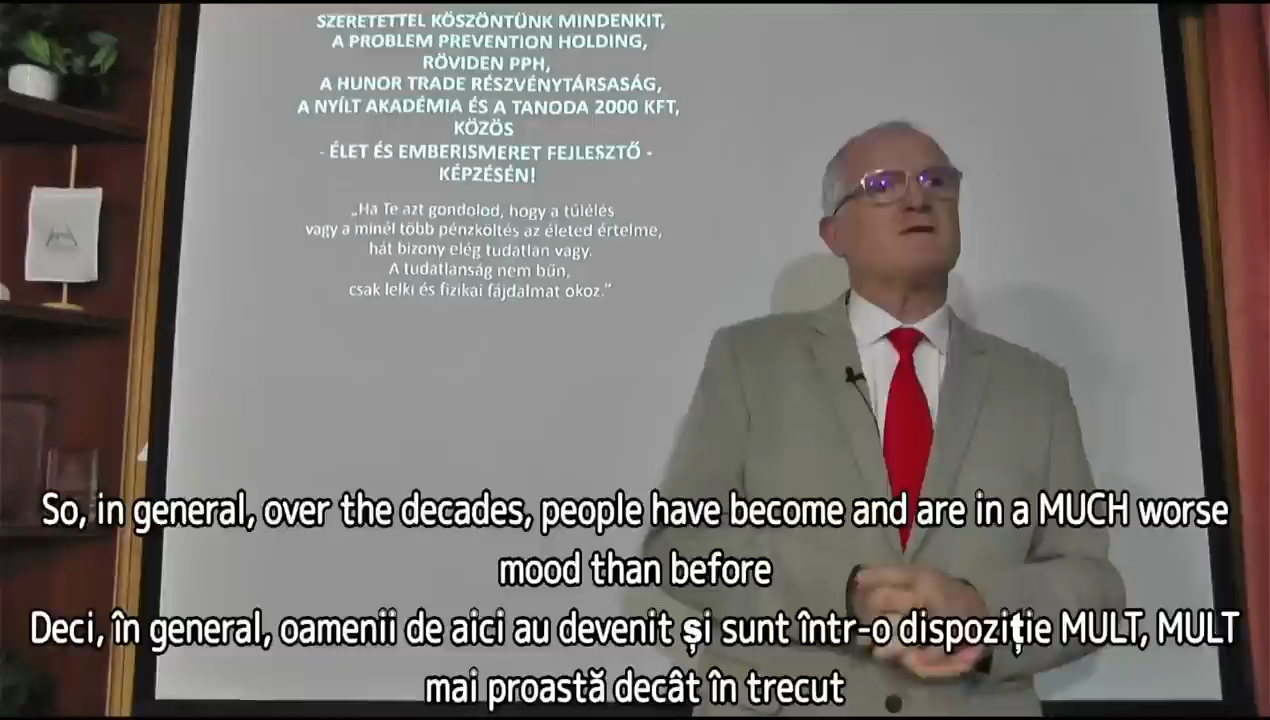 SZERETETTEL KÖSZÖNTÜNK MINDENKIT,
A PROBLEM PREVENTION HOLDING,
RÖVIDEN PPH,
A HUNOR TRADE RÉSZVÉNYTÁRSASÁG,
A NYÍLT AKADÉMIA ÉS A TANODA 2000 KFT,
KÖZÖS
- ÉLET ÉS EMBERISMERET FEJLESZTŐ -
KÉPZÉSÉN!
„Ha Te azt gondolod, hogy a túlélés
vagy a minél több pénzköltés az életed értelme,
hát bizony elég tudatlan vagy.
A tudatlanság nem bűn,
csak lelki és fizikai fájdalmat okoz.”
So, in general, over the decades, people have become and are in a MUCH worse
mood than before
Deci, în general, oamenii de aici au devenit și sunt într-o dispoziție MULT, MULT
mai proastă decât în trecut